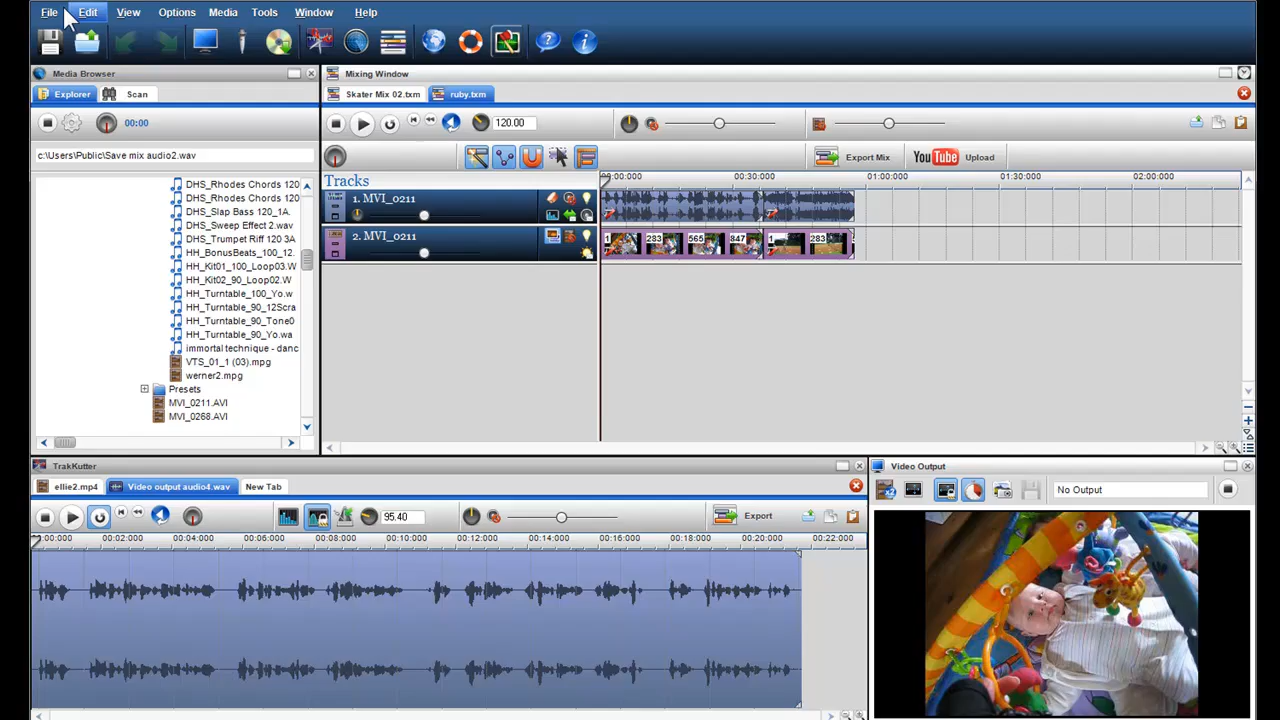 File Edit View Options Media Tools Window Help
Media Browser
Explorer Scan
00:00
c:\Users\Public\Save mix audio2.wav
DHS_Rhodes Chords 120
DHS_Rhodes Chords 120
DHS_Slap Bass 120_1A.
DHS_Sweep Effect 2.wav
DHS_Trumpet Riff 120 3A
HH_BonusBeats_100_12.
HH_Kit01_100_Loop03.W
HH_Kit02_90_Loop02.W
HH_Turntable_100_Yo.w
HH_Turntable_90_12Scra
HH_Turntable_90_Tone0
HH_Turntable_90_Yo.wa
immortal technique - danc
VTS_01_1 (03).mpg
werner2.mpg
Presets
MVI_0211.AVI
MVI_0268.AVI
Mixing Window
Skater Mix 02.txm ruby.txm
120.00
Export Mix YouTube Upload
Tracks 00:00:000 00:30:000 01:00:000 01:30:000 02:00:000
1. MVI_0211
2. MVI_0211 1 283 565 847 1 283
TrakKutter
ellie2.mp4 Video output audio4.wav New Tab
95.40 Export
00:000 00:02:000 00:04:000 00:06:000 00:08:000 00:10:000 00:12:000 00:14:000 00:16:000 00:18:000 00:20:000 00:22:000
Video Output
No Output